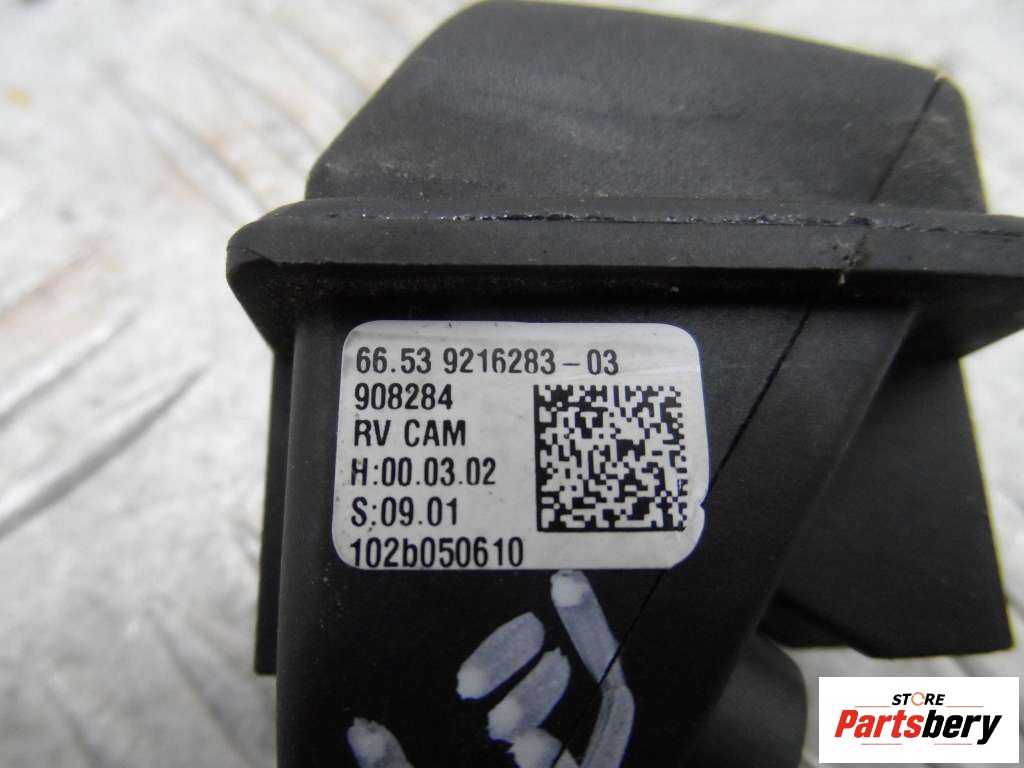 66.53 9216283-03
908284
RV CAM
H:00.03.02
S:09.01
102b050610
STORE
Partsbery